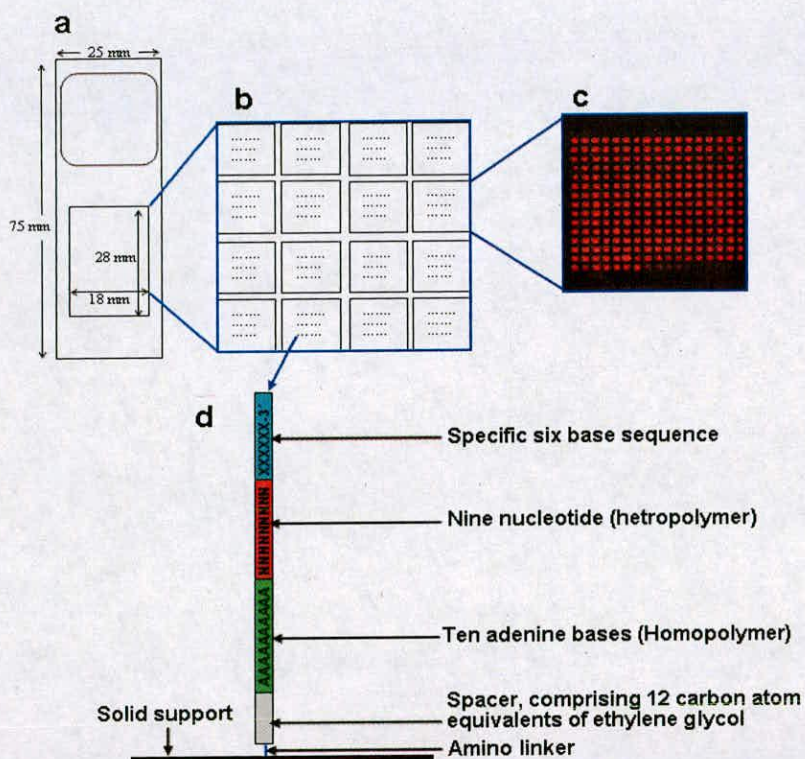 a
25 mm
75 mm
28 mm
18 mm
b
c
d
XXXXXX-3´
NNNNNNNNN
AAAAAAAAAA
Specific six base sequence
Nine nucleotide (hetropolymer)
Ten adenine bases (Homopolymer)
Spacer, comprising 12 carbon atom
equivalents of ethylene glycol
Amino linker
Solid support